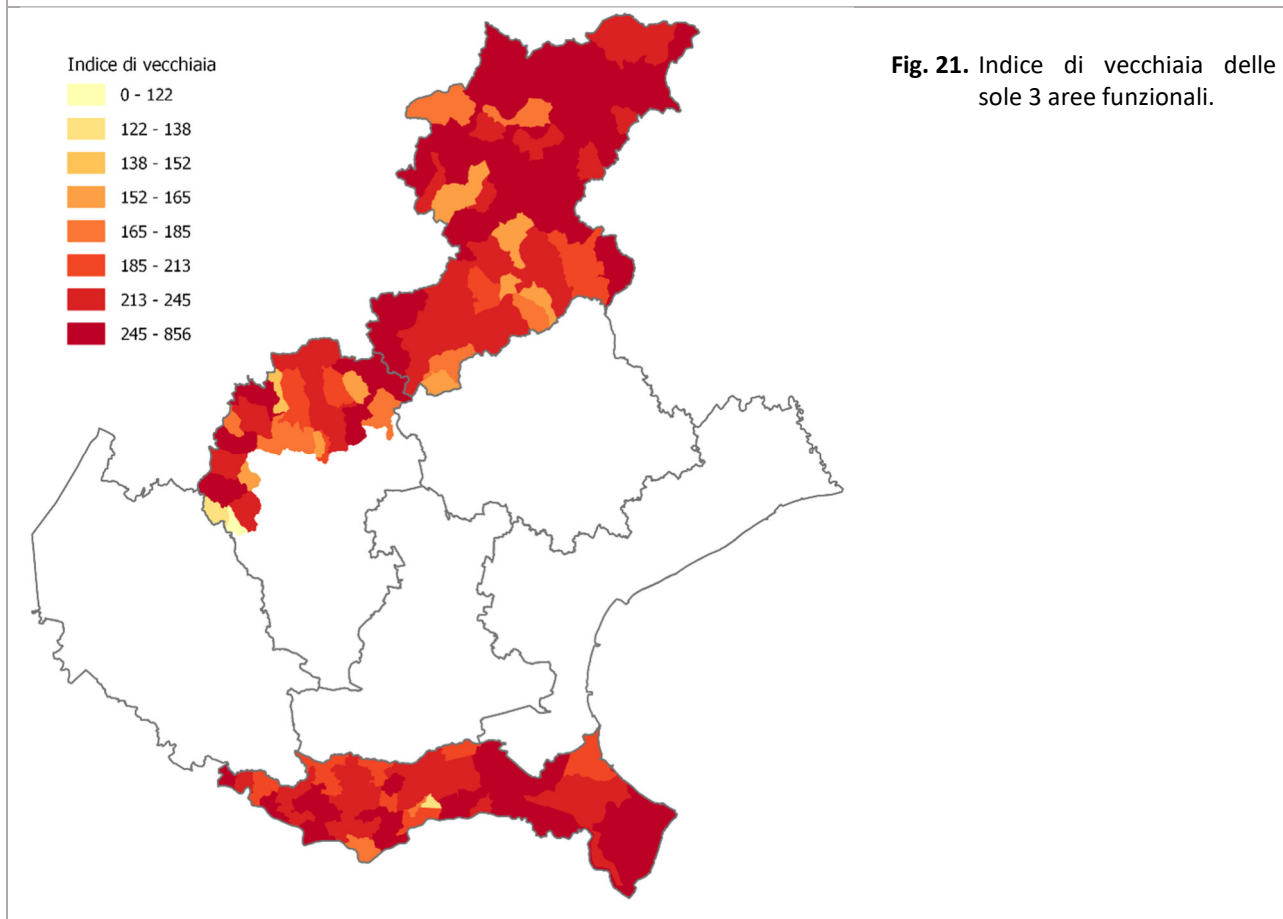 Indice di vecchiaia
0 - 122
122 - 138
138 - 152
152 - 165
165 - 185
185 - 213
213 - 245
245 - 856
Fig. 21. Indice di vecchiaia delle
sole 3 aree funzionali.